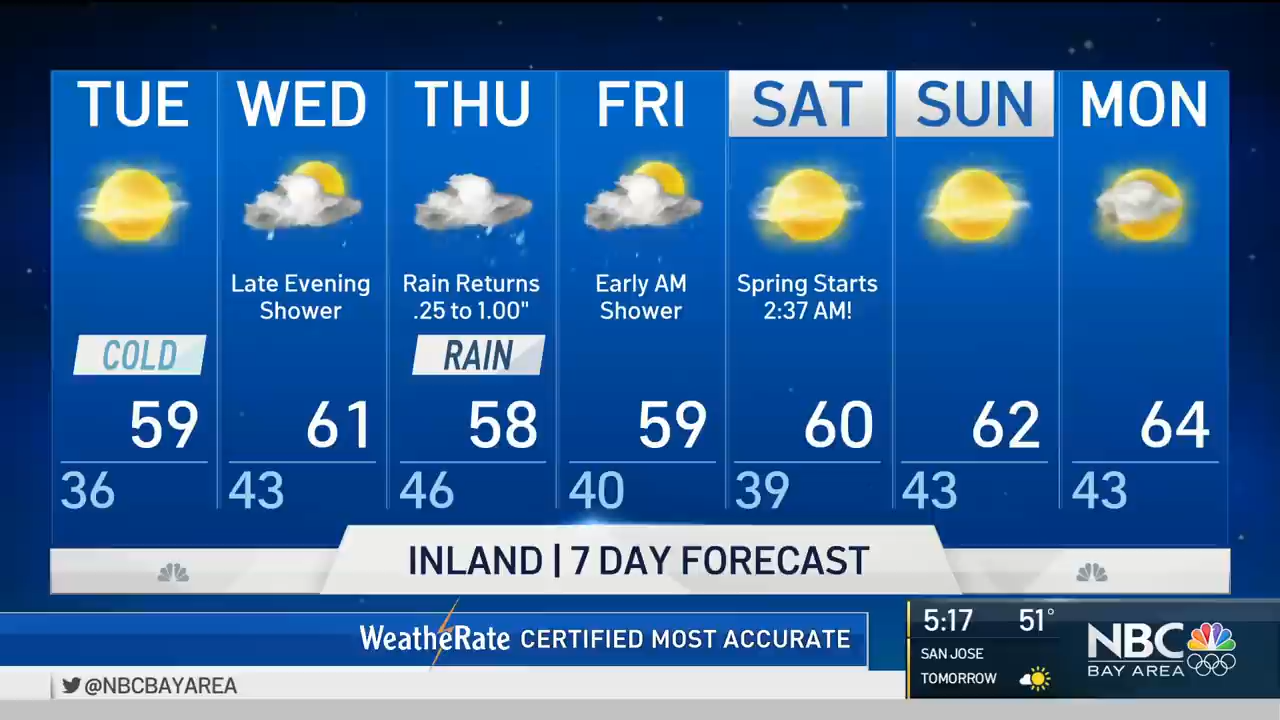 TUE WED THU FRI SAT SUN MON
Late Evening
Shower
Rain Returns
.25 to 1.00"
Early AM
Shower
Spring Starts
2:37 AM!
COLD RAIN
59 61 58 59 60 62 64
36 43 46 40 39 43 43
INLAND | 7 DAY FORECAST
WeatheRate CERTIFIED MOST ACCURATE
@NBCBAYAREA
5:17 51°
SAN JOSE
TOMORROW
NBC
BAY AREA